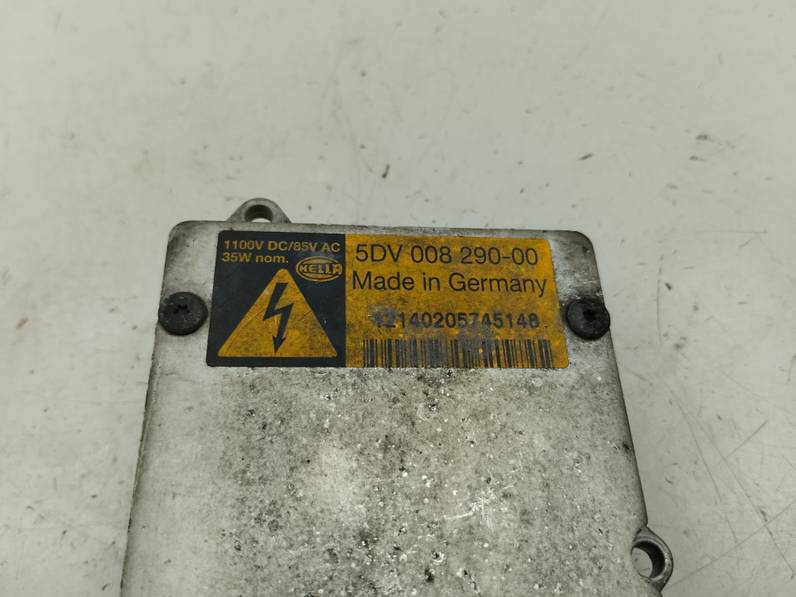 1100V DC/85V AC
35W nom.
HELLA
5DV 008 290-00
Made in Germany
12140205745148